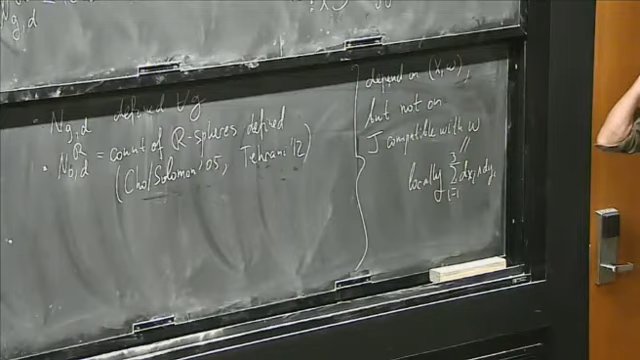 N_{g,d}
N_{g,d} defined ∀g
• N^ℝ_{0,d} = count of ℝ-spheres defined
(Cho/Solomon '05, Tehrani '12)
depend on (X, ω),
but not on
J compatible with ω
locally Σ_{i=1}^{3} dx_i ∧ dy_i